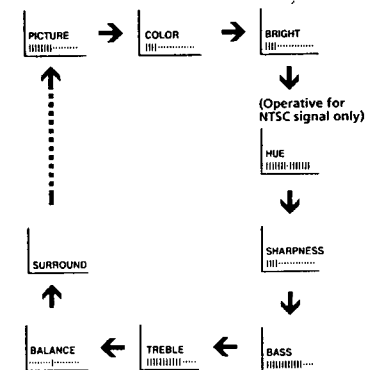 PICTURE
COLOR
BRIGHT
(Operative for
NTSC signal only)
HUE
SHARPNESS
SURROUND
BALANCE
TREBLE
BASS